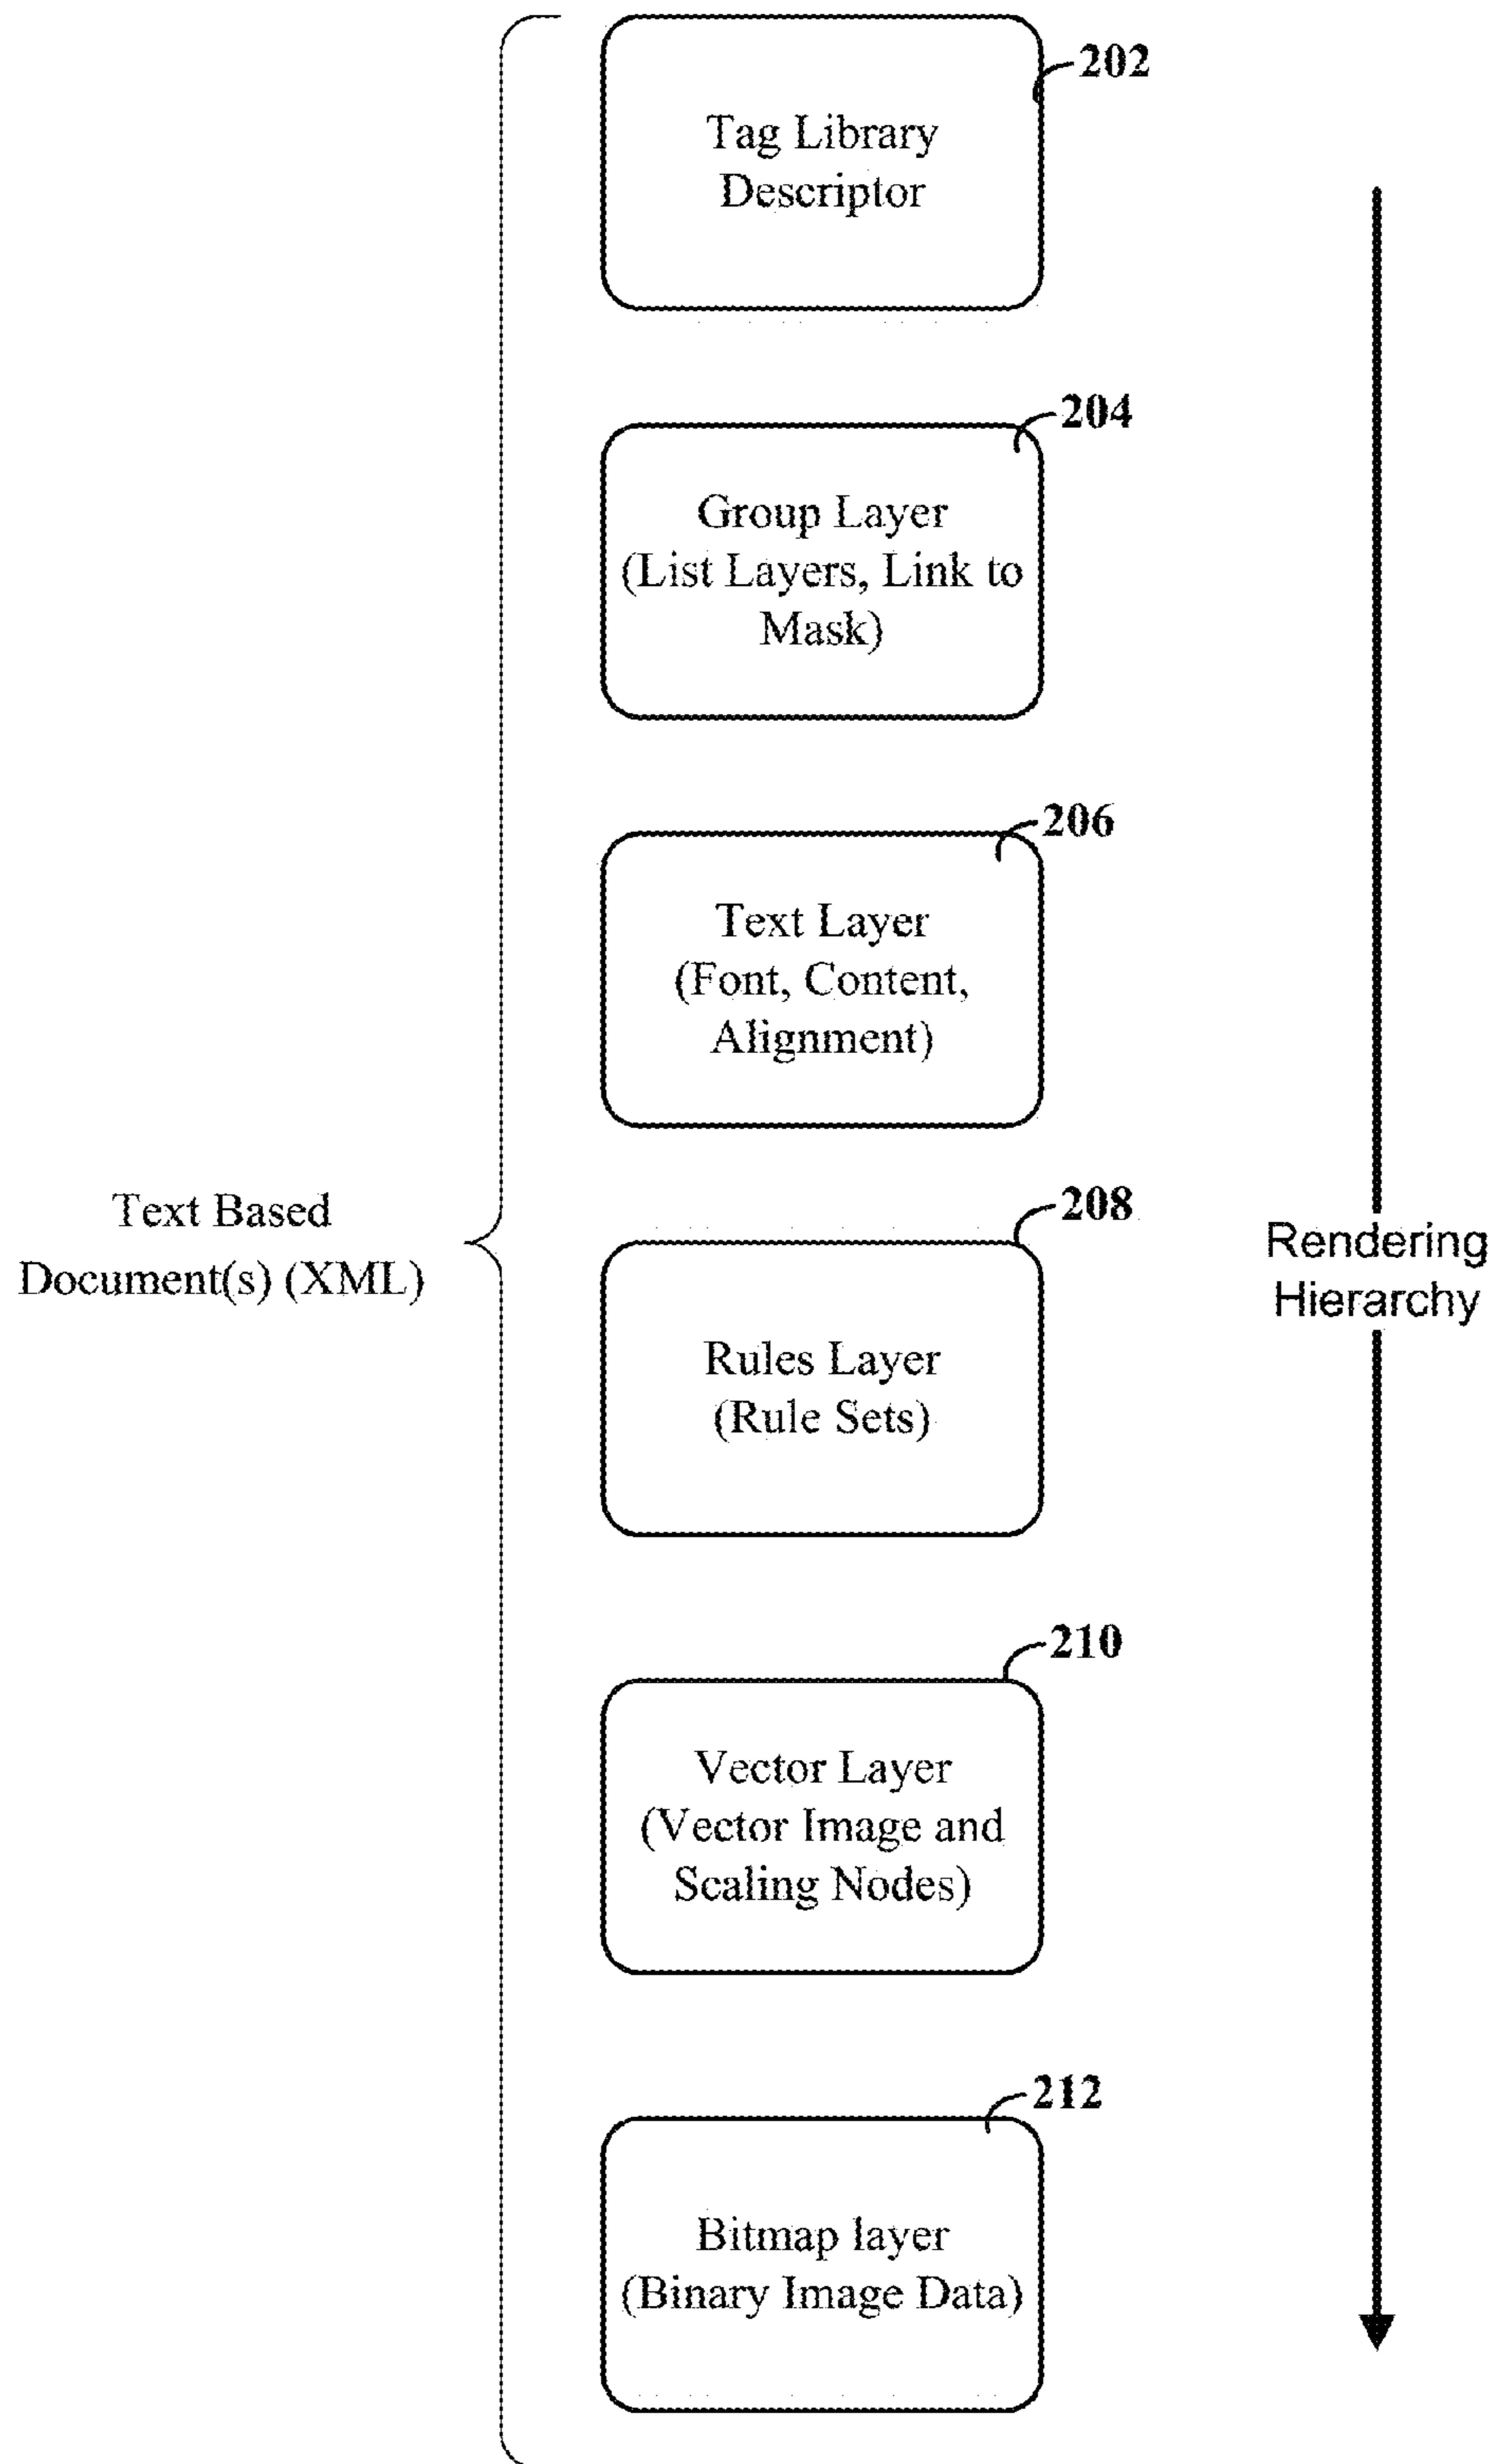 202
Tag Library
Descriptor
204
Group Layer
(List Layers, Link to
Mask)
206
Text Layer
(Font, Content,
Alignment)
Text Based
Document(s) (XML)
208
Rules Layer
(Rule Sets)
Rendering
Hierarchy
210
Vector Layer
(Vector Image and
Scaling Nodes)
212
Bitmap layer
(Binary Image Data)